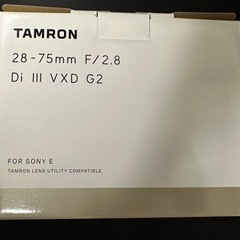 TAMRON
28-75mm F/2.8
Di III VXD G2
FOR SONY E
TAMRON LENS UTILITY COMPATIBLE